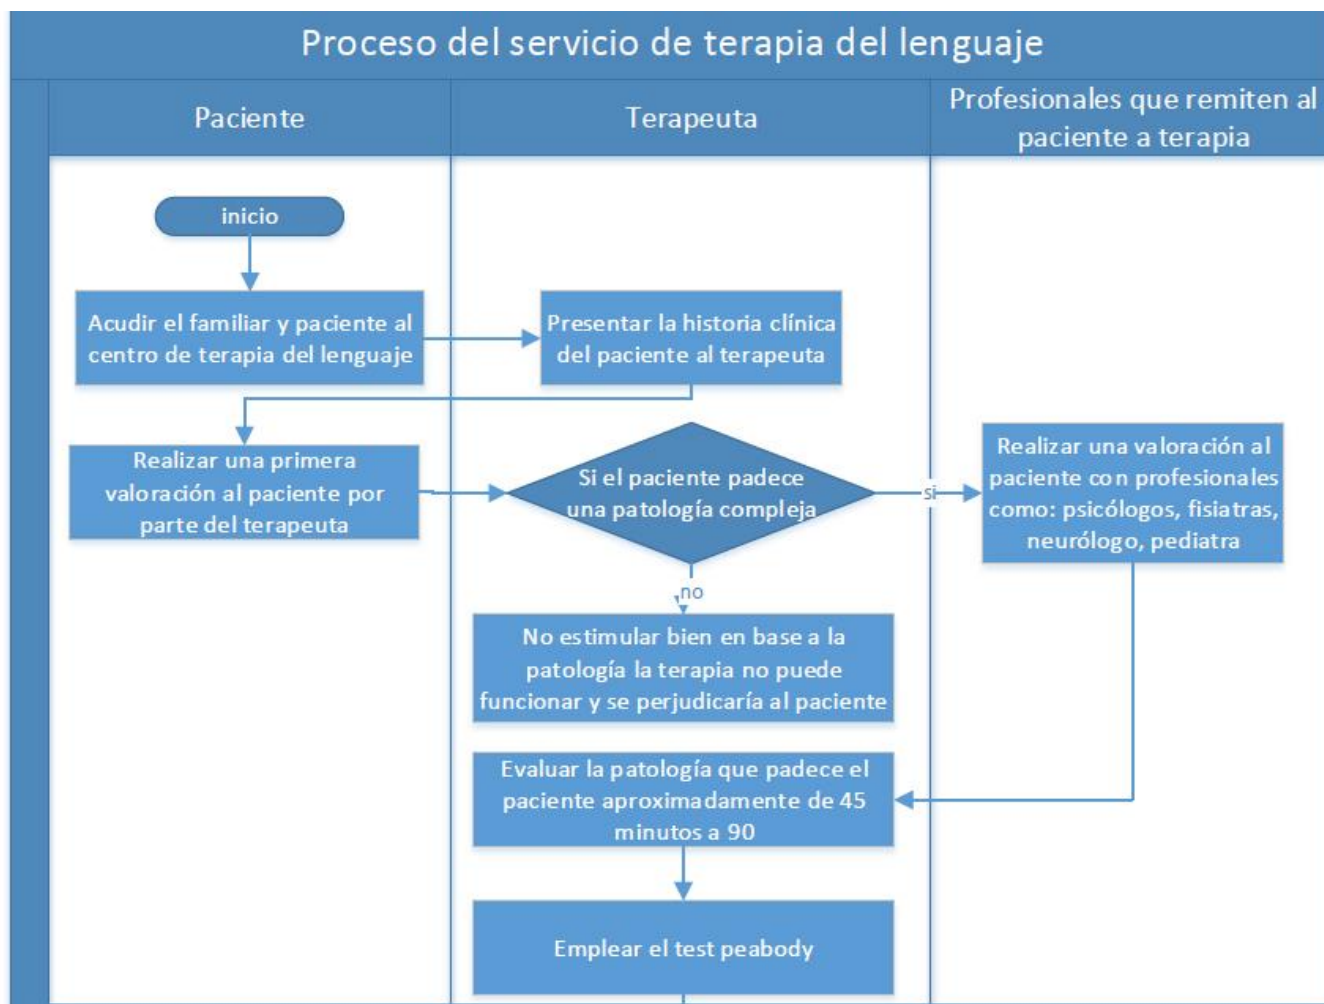 Proceso del servicio de terapia del lenguaje
Paciente
Terapeuta
Profesionales que remiten al
paciente a terapia
inicio
Acudir el familiar y paciente al
centro de terapia del lenguaje
Presentar la historia clínica
del paciente al terapeuta
Realizar una primera
valoración al paciente por
parte del terapeuta
Si el paciente padece
una patología compleja
si
Realizar una valoración al
paciente con profesionales
como: psicólogos, fisiatras,
neurólogo, pediatra
no
No estimular bien en base a la
patología la terapia no puede
funcionar y se perjudicaría al paciente
Evaluar la patología que padece el
paciente aproximadamente de 45
minutos a 90
Emplear el test peabody